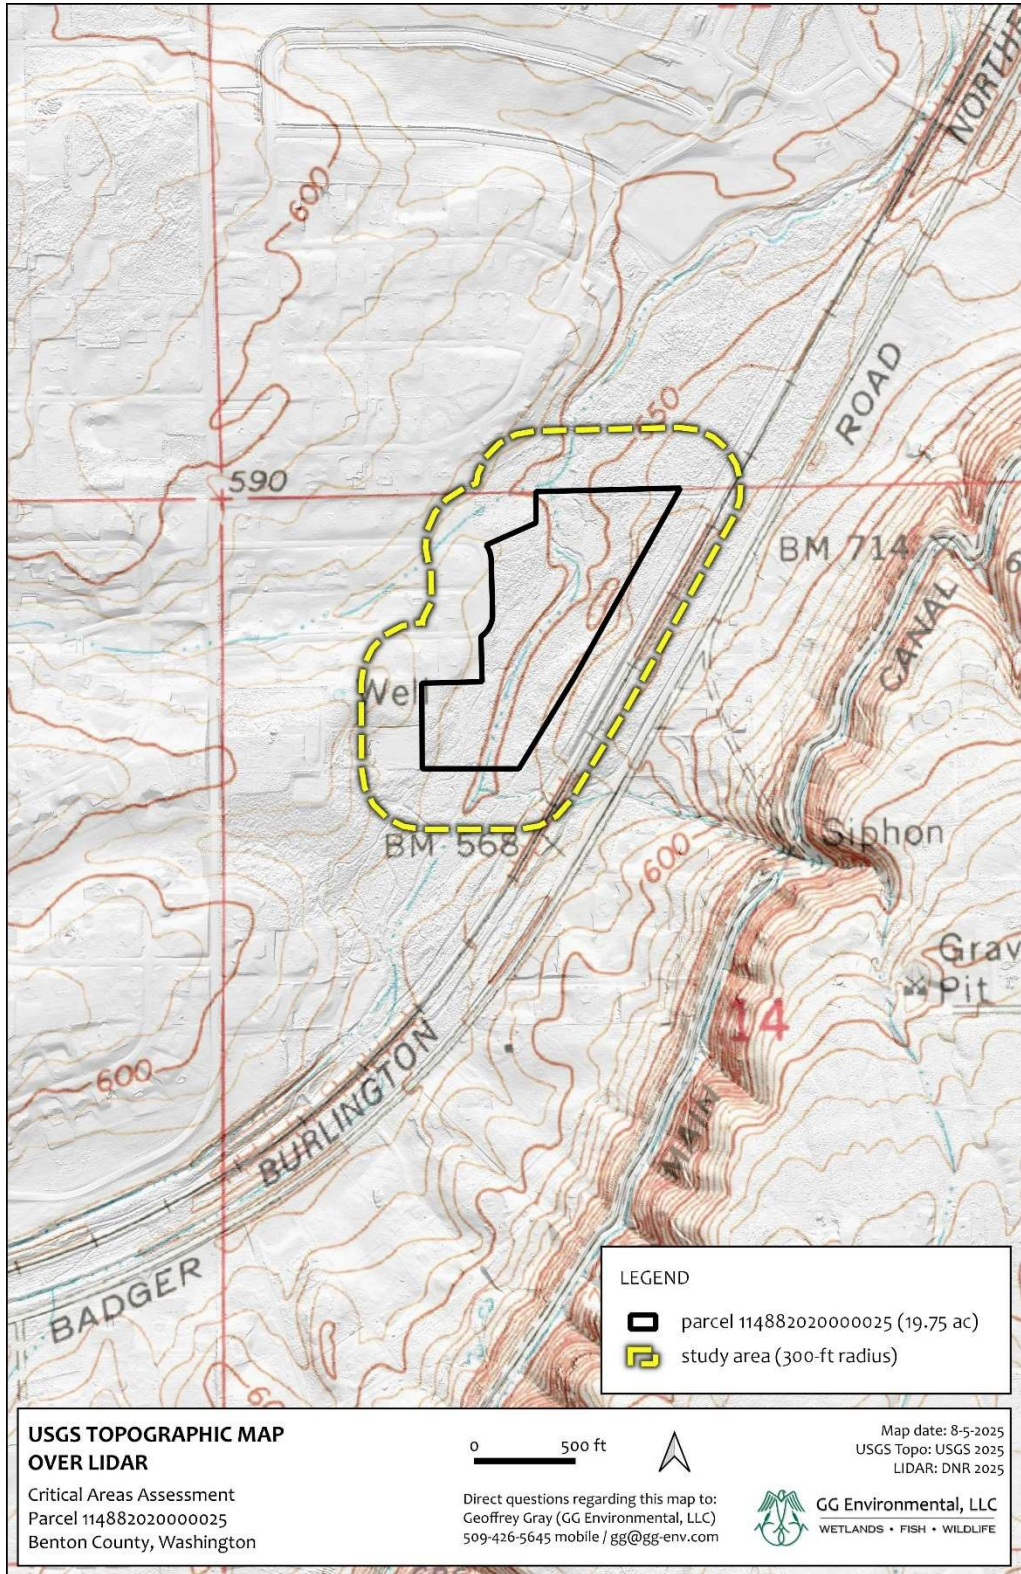 NORTHE
600
590
550
ROAD
BM 714
CANAL
6
Well
Siphon
BM 568
600
Grav
Pit
14
600
BURLINGTON
MAIN
BADGER
LEGEND
parcel 114882020000025 (19.75 ac)
study area (300-ft radius)
USGS TOPOGRAPHIC MAP
OVER LIDAR
Critical Areas Assessment
Parcel 114882020000025
Benton County, Washington
0 500 ft
Direct questions regarding this map to:
Geoffrey Gray (GG Environmental, LLC)
509-426-5645 mobile / gg@gg-env.com
Map date: 8-5-2025
USGS Topo: USGS 2025
LIDAR: DNR 2025
GG Environmental, LLC
WETLANDS • FISH • WILDLIFE